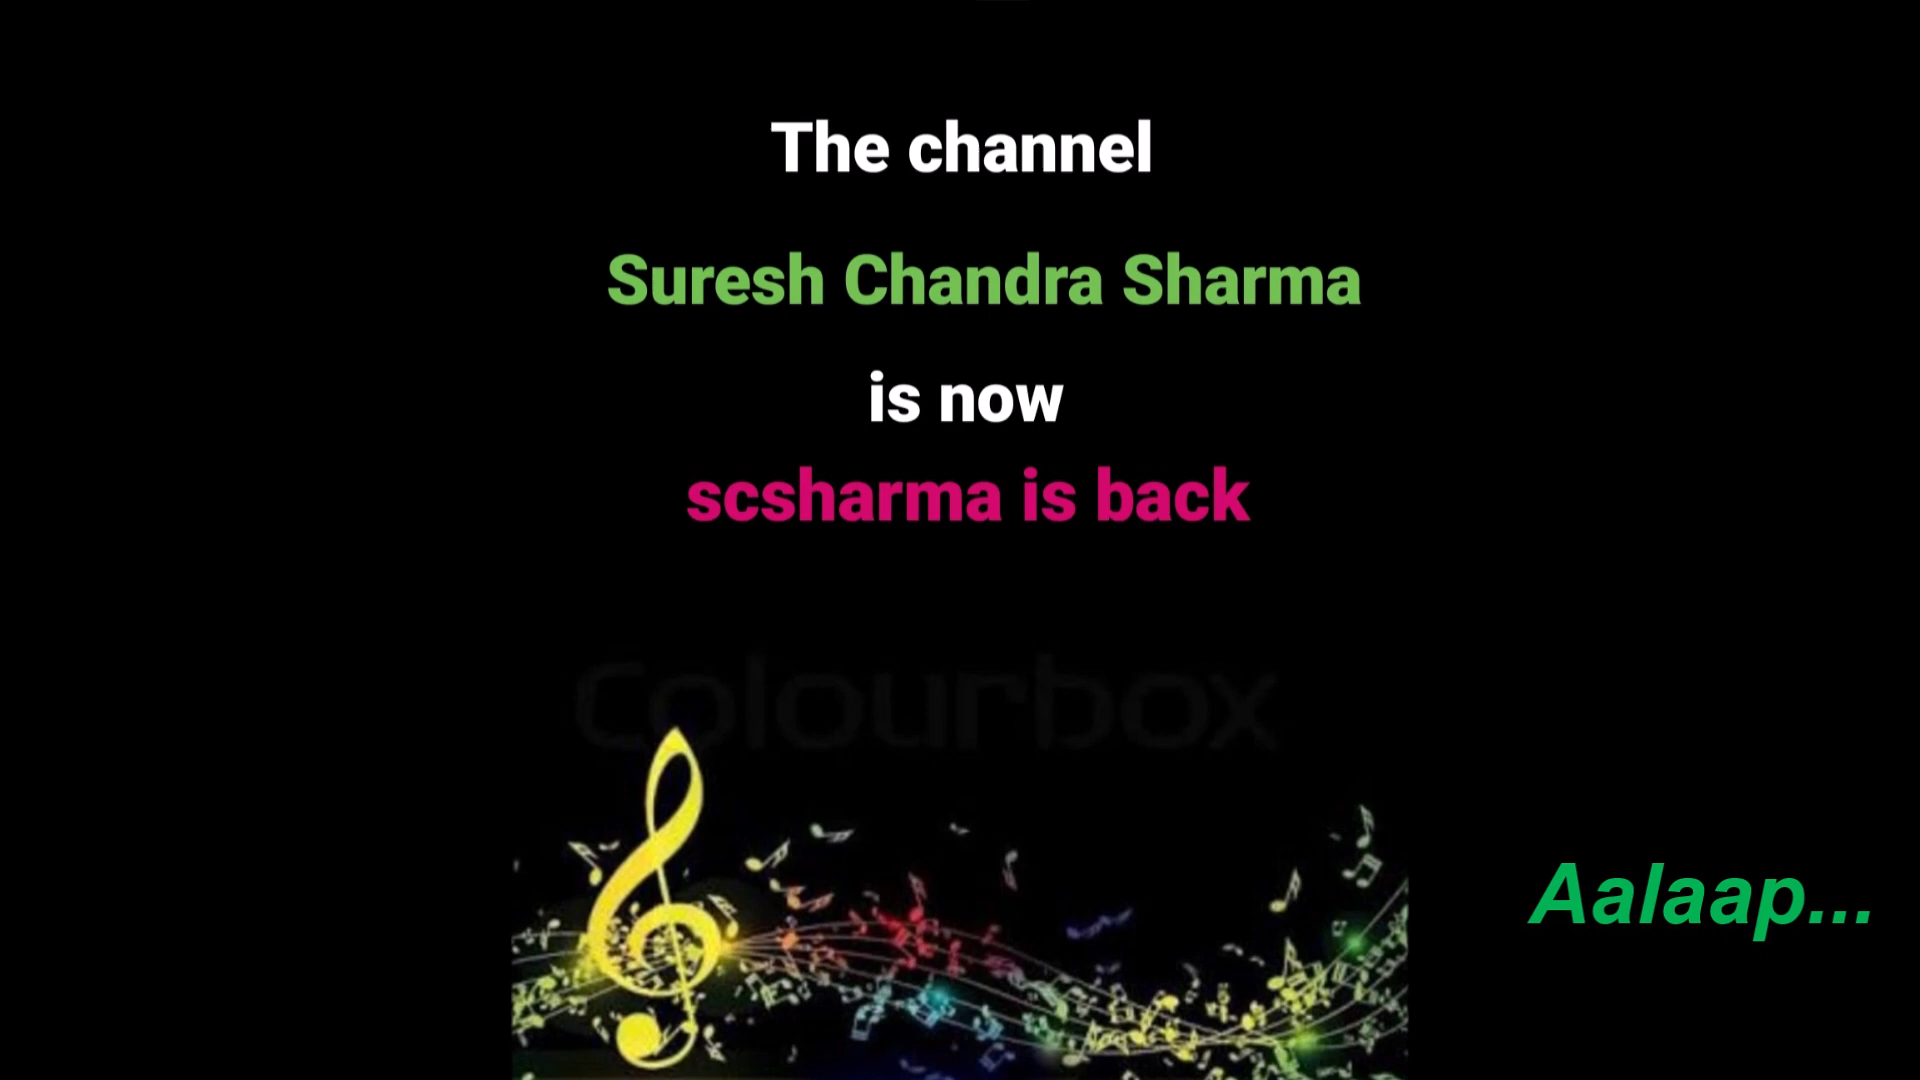 The channel
Suresh Chandra Sharma
is now
scsharma is back
Colourbox
Aalaap...